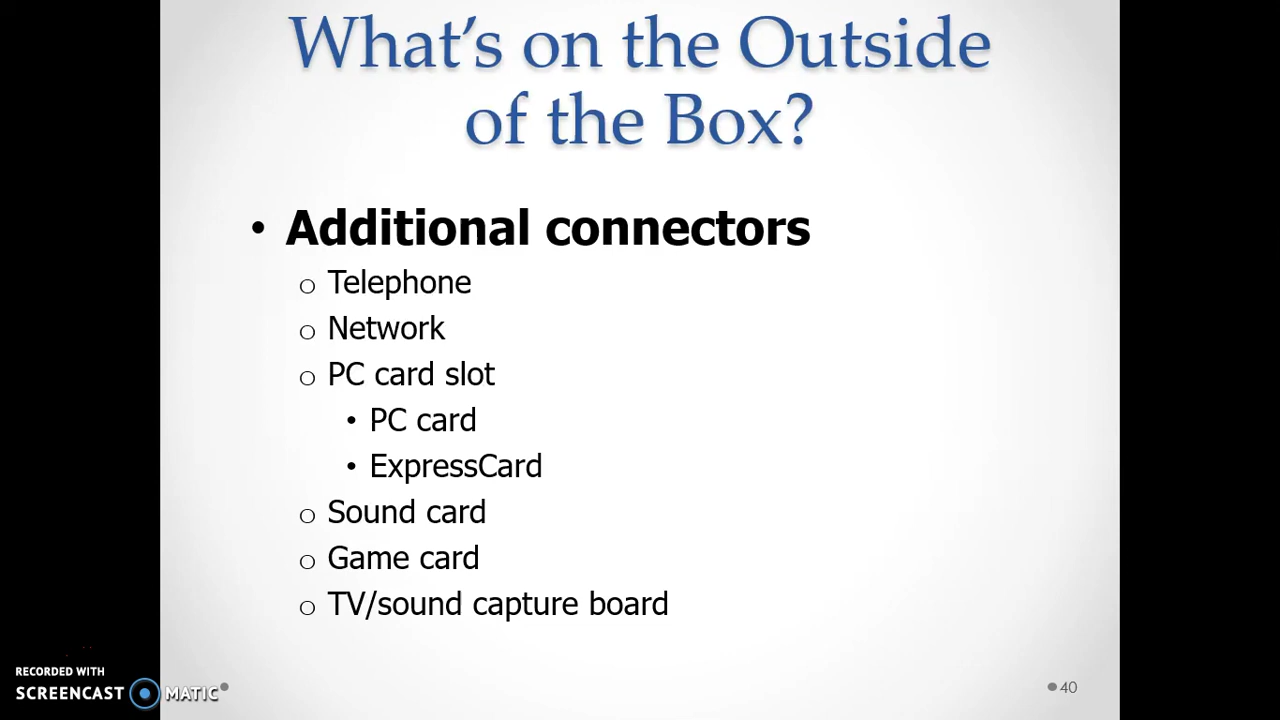 What's on the Outside
of the Box?
• Additional connectors
o Telephone
o Network
o PC card slot
• PC card
• ExpressCard
o Sound card
o Game card
o TV/sound capture board
RECORDED WITH
SCREENCAST MATIC
40